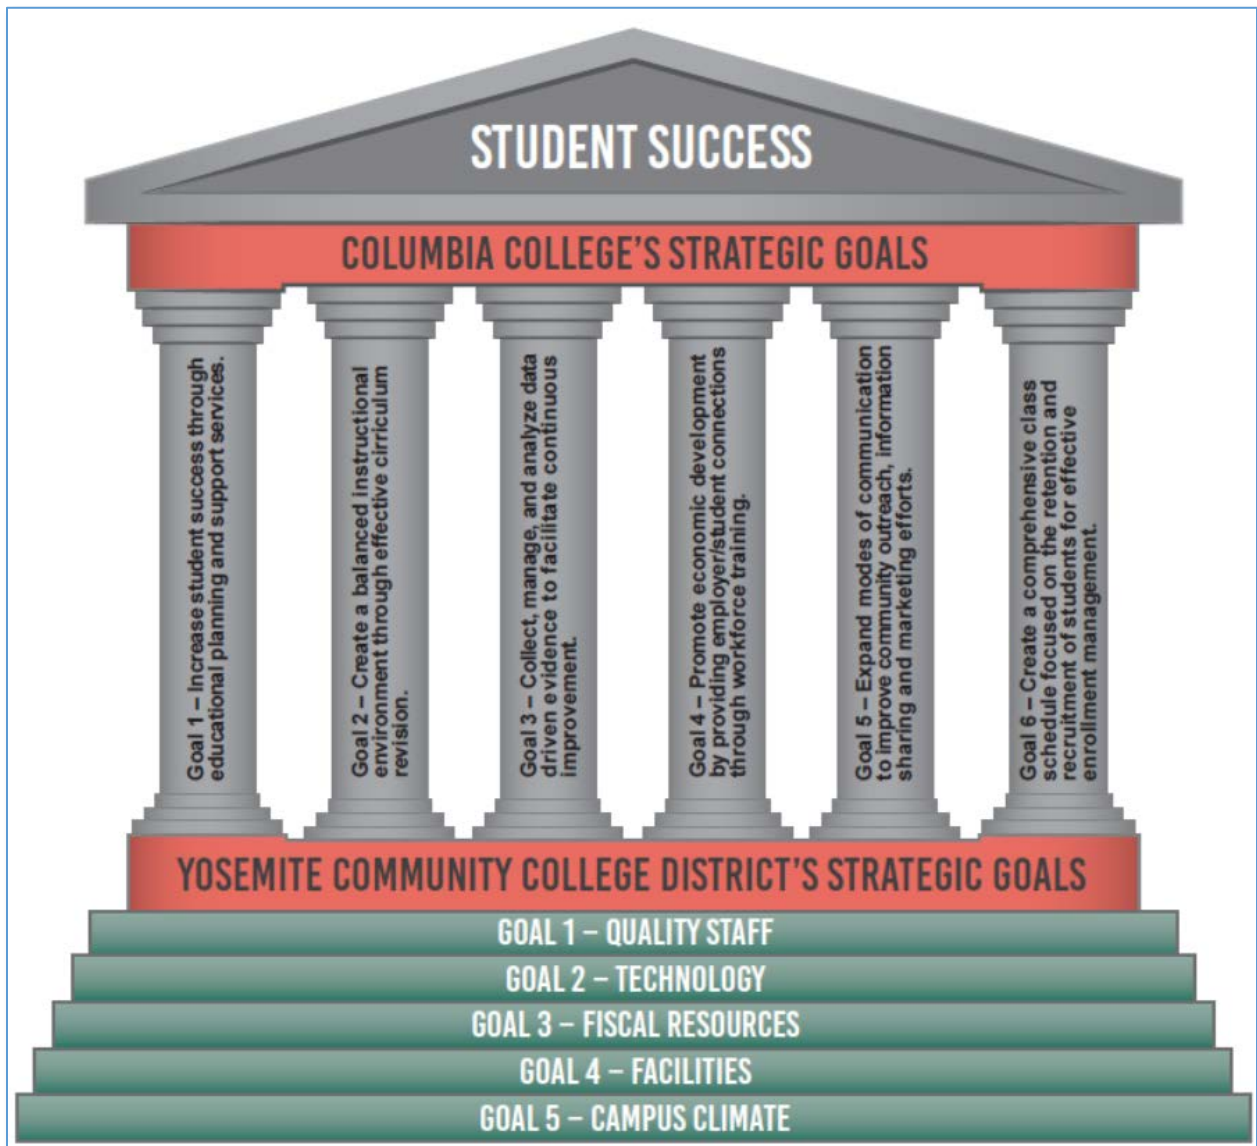 STUDENT SUCCESS
COLUMBIA COLLEGE'S STRATEGIC GOALS
Goal 1 – Increase student success through
educational planning and support services.
Goal 2 – Create a balanced instructional
environment through effective cirriculum
revision.
Goal 3 – Collect, manage, and analyze data
driven evidence to facilitate continuous
improvement.
Goal 4 – Promote economic development
by providing employer/student connections
through workforce training.
Goal 5 – Expand modes of communication
to improve community outreach, information
sharing and marketing efforts.
Goal 6 – Create a comprehensive class
schedule focused on the retention and
recruitment of students for effective
enrollment management.
YOSEMITE COMMUNITY COLLEGE DISTRICT'S STRATEGIC GOALS
GOAL 1 – QUALITY STAFF
GOAL 2 – TECHNOLOGY
GOAL 3 – FISCAL RESOURCES
GOAL 4 – FACILITIES
GOAL 5 – CAMPUS CLIMATE